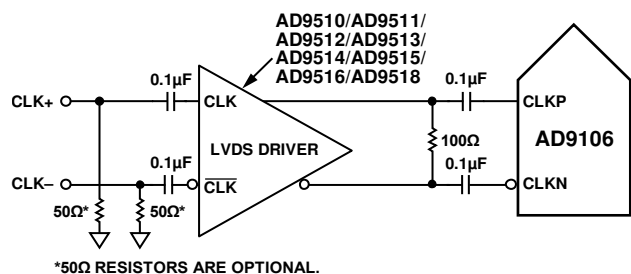 AD9510/AD9511/
AD9512/AD9513/
AD9514/AD9515/
AD9516/AD9518
0.1µF
0.1µF
CLK+
CLK
CLKP
LVDS DRIVER
100Ω
AD9106
0.1µF
0.1µF
CLK–
CLK
CLKN
50Ω*
50Ω*
*50Ω RESISTORS ARE OPTIONAL.